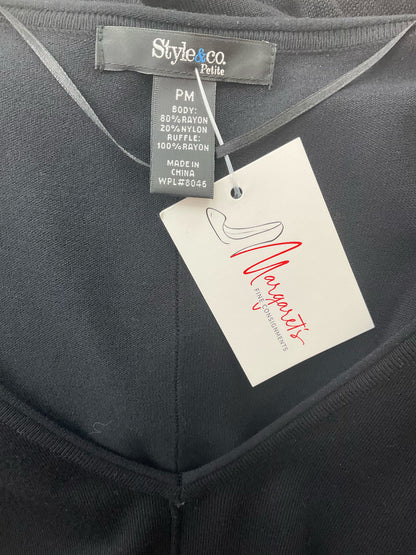 Style&co.
Petite
PM
BODY:
80%RAYON
20%NYLON
RUFFLE:
100%RAYON
MADE IN
CHINA
WPL#8046
Margaret's
FINE CONSIGNMENTS